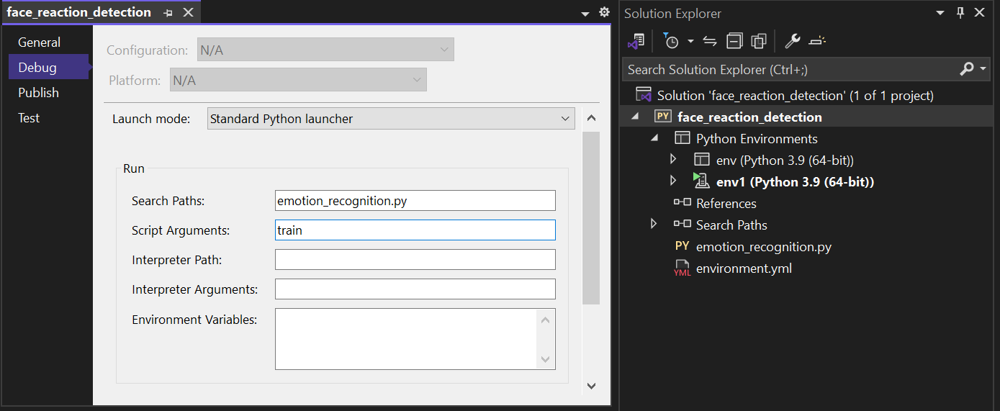 face_reaction_detection
General
Debug
Publish
Test
Configuration: N/A
Platform: N/A
Launch mode: Standard Python launcher
Run
Search Paths: emotion_recognition.py
Script Arguments: train
Interpreter Path:
Interpreter Arguments:
Environment Variables:
Solution Explorer
Search Solution Explorer (Ctrl+;)
Solution 'face_reaction_detection' (1 of 1 project)
PY face_reaction_detection
Python Environments
env (Python 3.9 (64-bit))
env1 (Python 3.9 (64-bit))
References
Search Paths
PY emotion_recognition.py
YML environment.yml